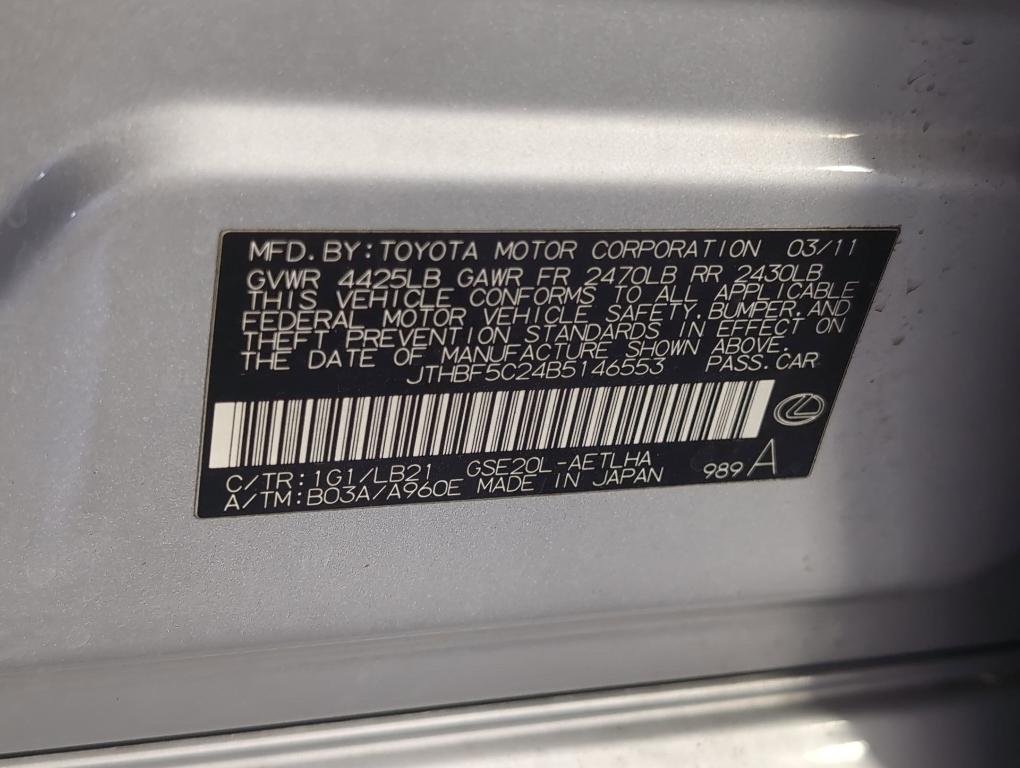 MFD. BY: TOYOTA MOTOR CORPORATION 03/11
GVWR 4425LB GAWR FR 2470LB RR 2430LB
THIS VEHICLE CONFORMS TO ALL APPLICABLE
FEDERAL MOTOR VEHICLE SAFETY, BUMPER, AND
THEFT PREVENTION STANDARDS IN EFFECT ON
THE DATE OF MANUFACTURE SHOWN ABOVE.
JTHBF5C24B5146553 PASS. CAR
C/TR: 1G1/LB21 GSE20L-AETLHA 989 A
A/TM: B03A/A960E MADE IN JAPAN